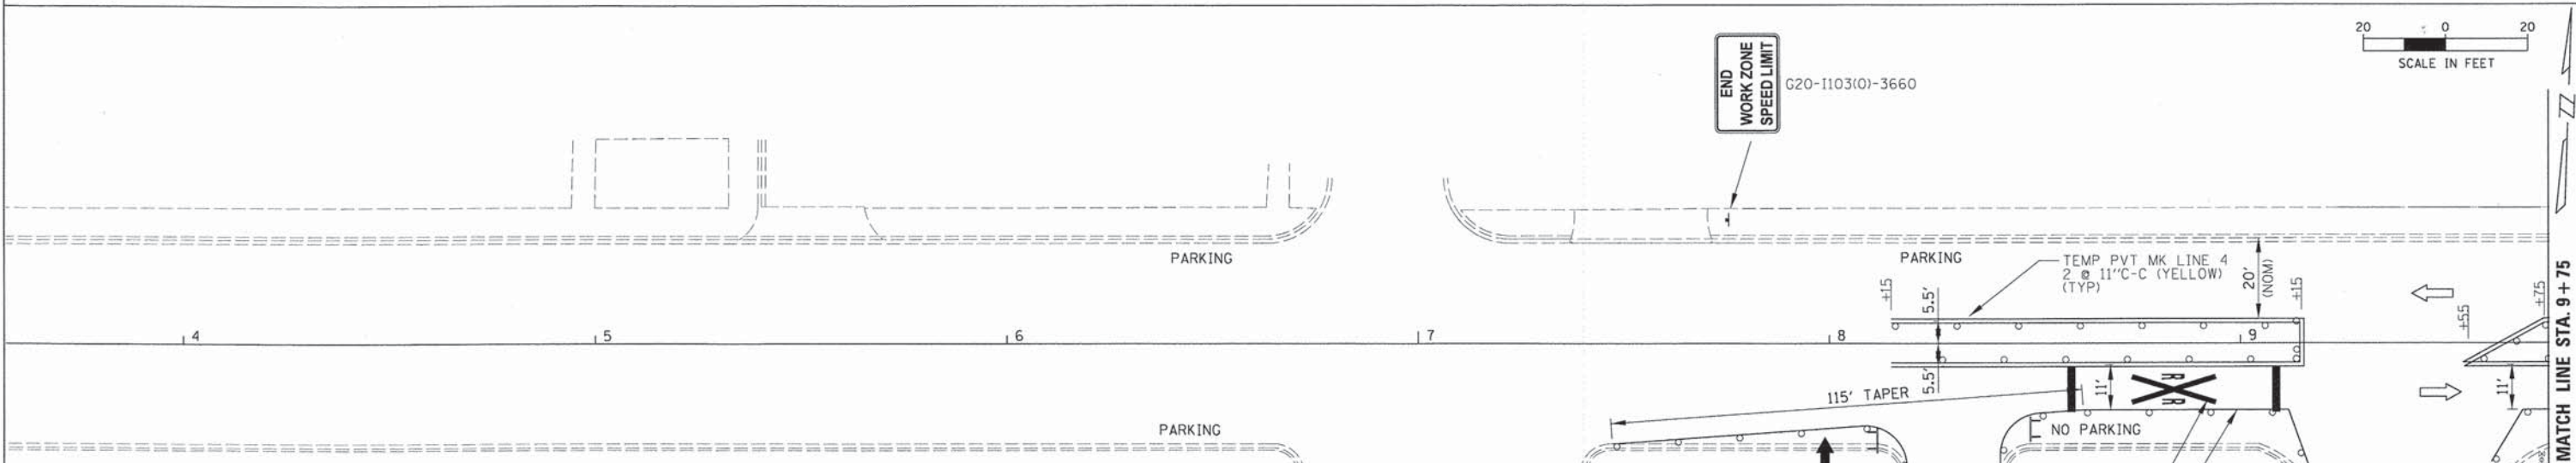 20 0 20
SCALE IN FEET
END
WORK ZONE
SPEED LIMIT
G20-I103(0)-3660
Z
PARKING
PARKING
TEMP PVT MK LINE 4
2 @ 11"C-C (YELLOW)
(TYP)
20'
(NOM)
+15
5.5'
+15
+55
+75
4
5
6
7
8
9
5.5'
115' TAPER
11'
R
R
11'
PARKING
NO PARKING
MATCH LINE STA. 9+75